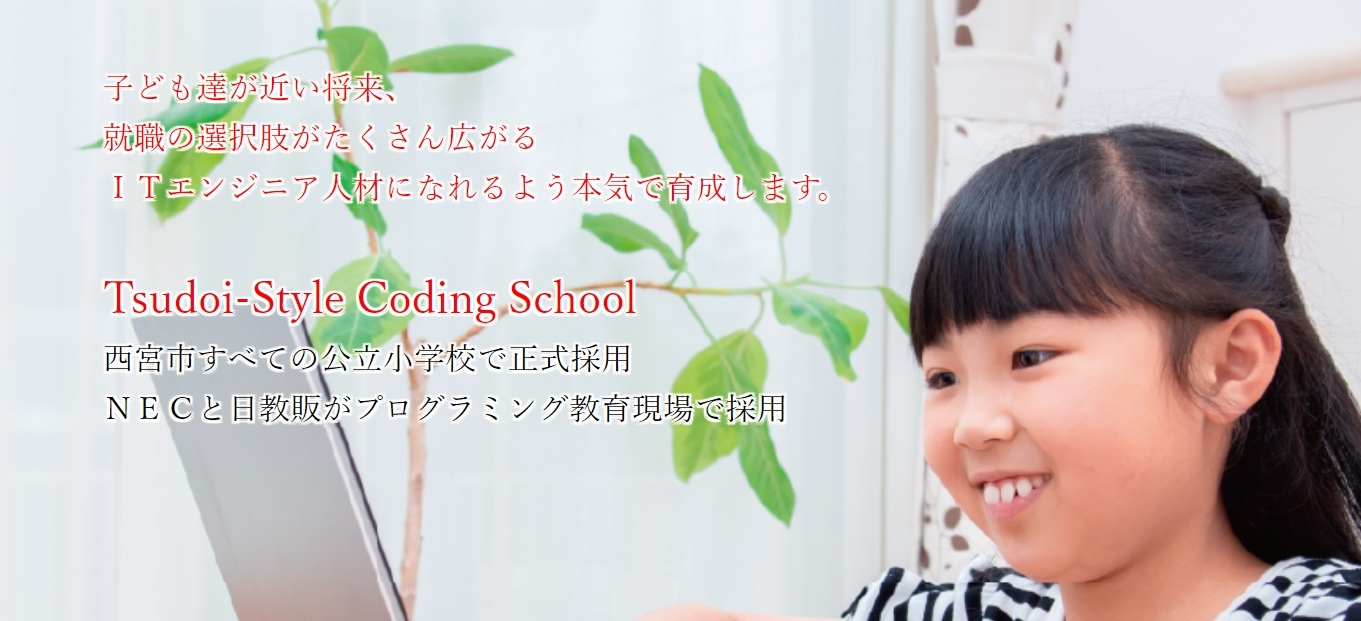 子ども達が近い将来、
就職の選択肢がたくさん広がる
ＩＴエンジニア人材になれるよう本気で育成します。
Tsudoi-Style Coding School
西宮市すべての公立小学校で正式採用
ＮＥＣと日教販がプログラミング教育現場で採用